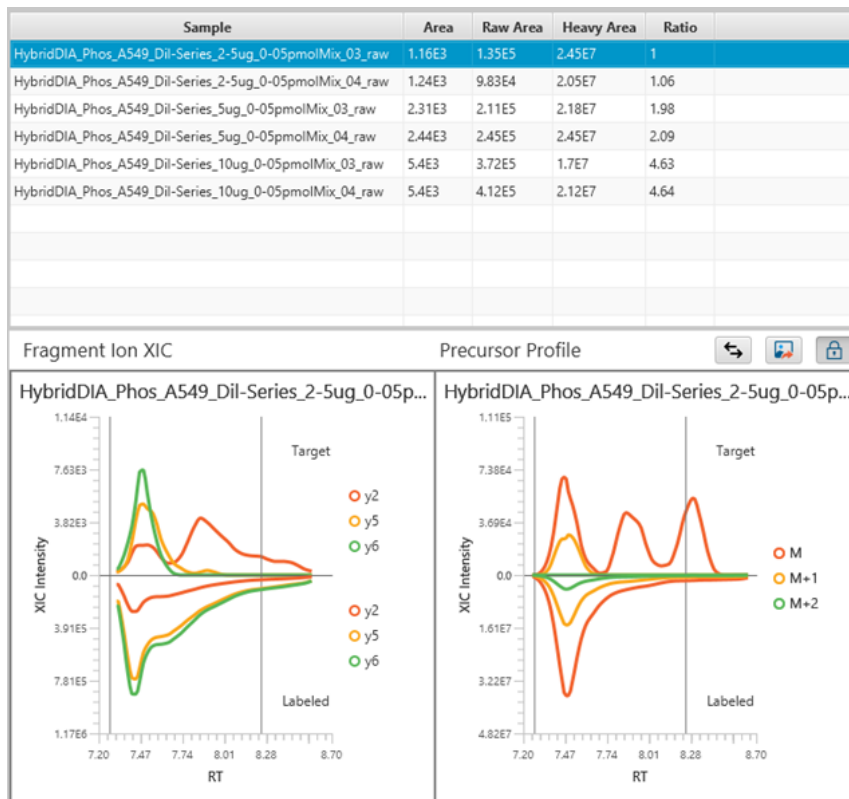 Sample Area Raw Area Heavy Area Ratio
HybridDIA_Phos_A549_Dil-Series_2-5ug_0-05pmolMix_03_raw 1.16E3 1.35E5 2.45E7 1
HybridDIA_Phos_A549_Dil-Series_2-5ug_0-05pmolMix_04_raw 1.24E3 9.83E4 2.05E7 1.06
HybridDIA_Phos_A549_Dil-Series_5ug_0-05pmolMix_03_raw 2.31E3 2.11E5 2.18E7 1.98
HybridDIA_Phos_A549_Dil-Series_5ug_0-05pmolMix_04_raw 2.44E3 2.45E5 2.45E7 2.09
HybridDIA_Phos_A549_Dil-Series_10ug_0-05pmolMix_03_raw 5.4E3 3.72E5 1.7E7 4.63
HybridDIA_Phos_A549_Dil-Series_10ug_0-05pmolMix_04_raw 5.4E3 4.12E5 2.12E7 4.64
Fragment Ion XIC
HybridDIA_Phos_A549_Dil-Series_2-5ug_0-05p...
1.14E4
7.63E3
3.82E3
0.0
3.91E5
7.81E5
1.17E6
XIC Intensity
Target
y2
y5
y6
y2
y5
y6
Labeled
7.20 7.47 7.74 8.01 8.28 8.70
RT
Precursor Profile
HybridDIA_Phos_A549_Dil-Series_2-5ug_0-05p...
1.11E5
7.38E4
3.69E4
0.0
1.61E7
3.22E7
4.82E7
XIC Intensity
Target
M
M+1
M+2
Labeled
7.20 7.47 7.74 8.01 8.28 8.70
RT